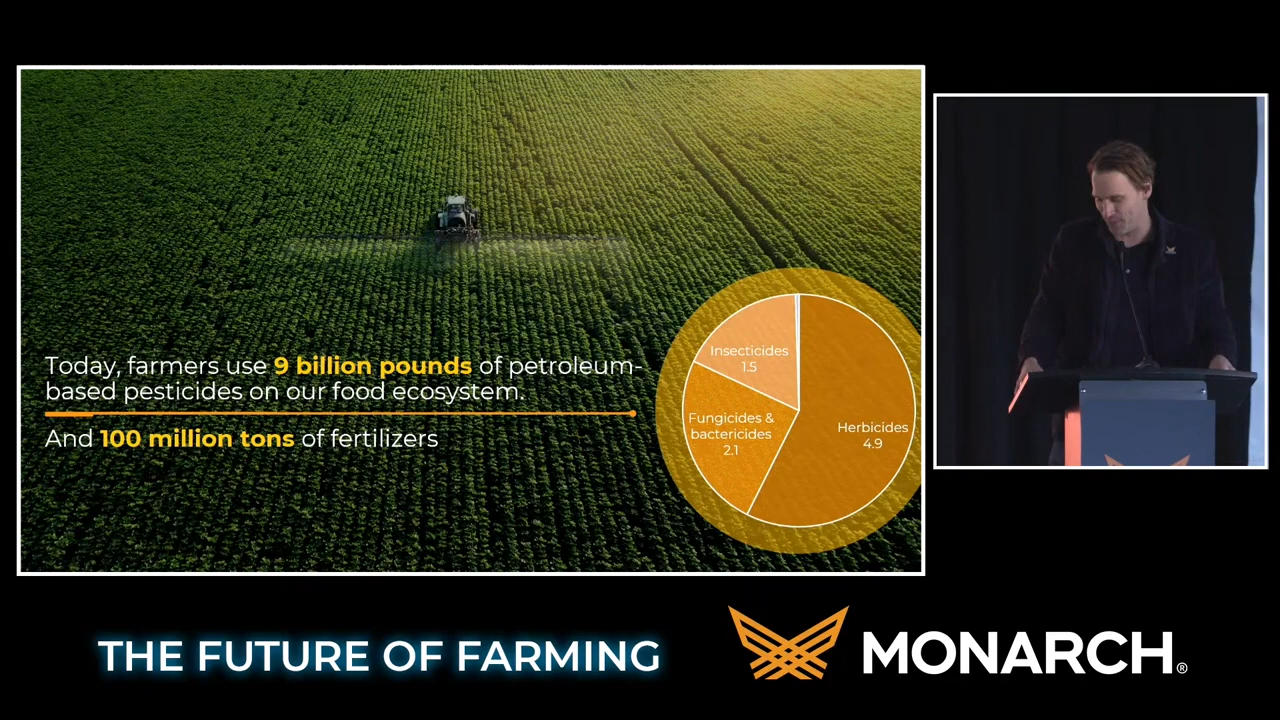 Today, farmers use 9 billion pounds of petroleum-
based pesticides on our food ecosystem.
And 100 million tons of fertilizers
Insecticides
1.5
Fungicides &
bactericides
2.1
Herbicides
4.9
THE FUTURE OF FARMING
MONARCH®